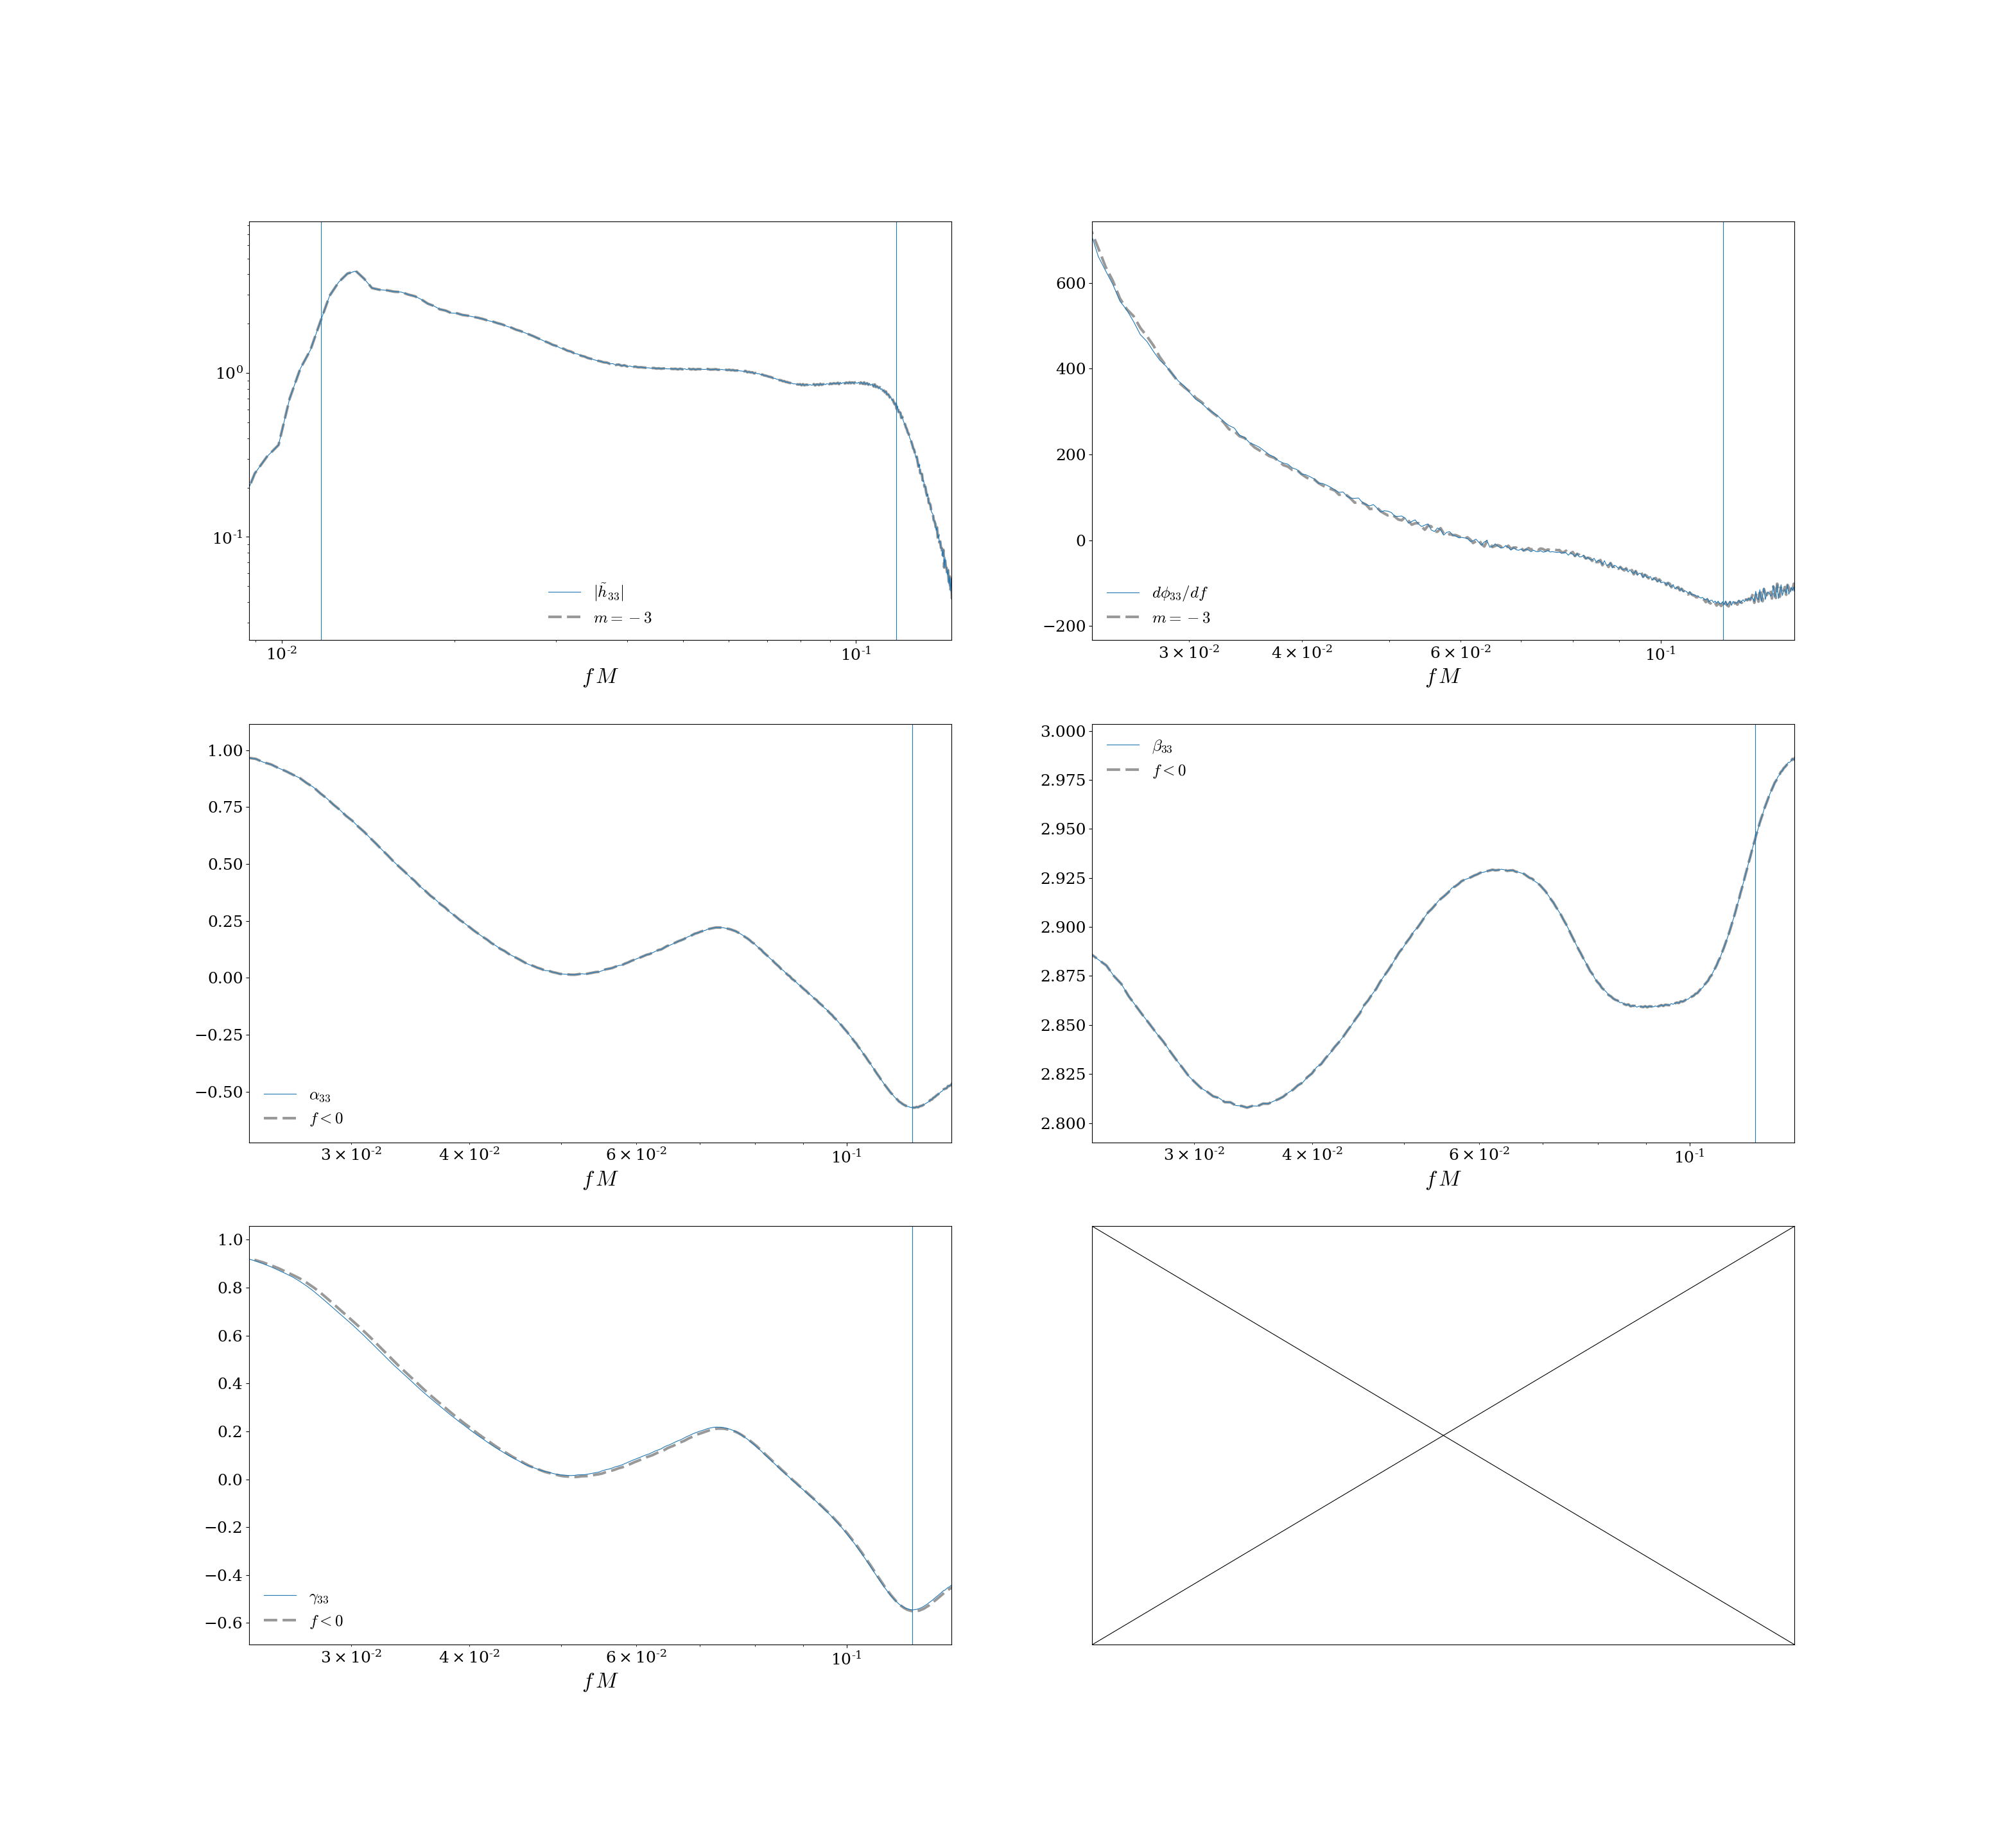 10⁰
10⁻¹
|h̃₃₃|
m = −3
10⁻² 10⁻¹
fM
600
400
200
0
−200
dϕ₃₃/df
m = −3
3 × 10⁻² 4 × 10⁻² 6 × 10⁻² 10⁻¹
fM
1.00
0.75
0.50
0.25
0.00
−0.25
−0.50
α₃₃
f < 0
3 × 10⁻² 4 × 10⁻² 6 × 10⁻² 10⁻¹
fM
3.000
2.975
2.950
2.925
2.900
2.875
2.850
2.825
2.800
β₃₃
f < 0
3 × 10⁻² 4 × 10⁻² 6 × 10⁻² 10⁻¹
fM
1.0
0.8
0.6
0.4
0.2
0.0
−0.2
−0.4
−0.6
γ₃₃
f < 0
3 × 10⁻² 4 × 10⁻² 6 × 10⁻² 10⁻¹
fM